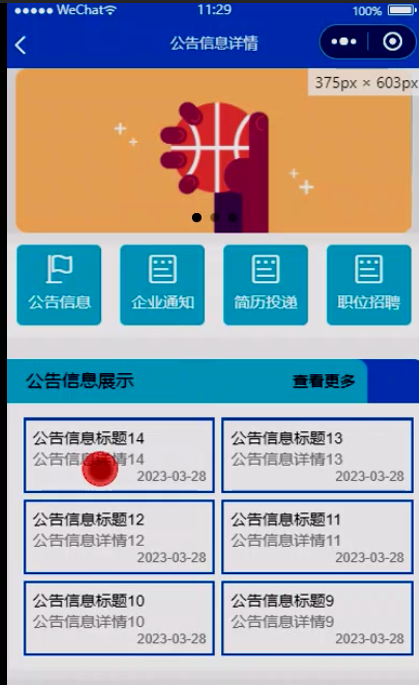 WeChat 11:29 100%
公告信息详情
375px × 603px
公告信息 企业通知 简历投递 职位招聘
公告信息展示 查看更多
公告信息标题14
公告信息详情14
2023-03-28
公告信息标题13
公告信息详情13
2023-03-28
公告信息标题12
公告信息详情12
2023-03-28
公告信息标题11
公告信息详情11
2023-03-28
公告信息标题10
公告信息详情10
2023-03-28
公告信息标题9
公告信息详情9
2023-03-28